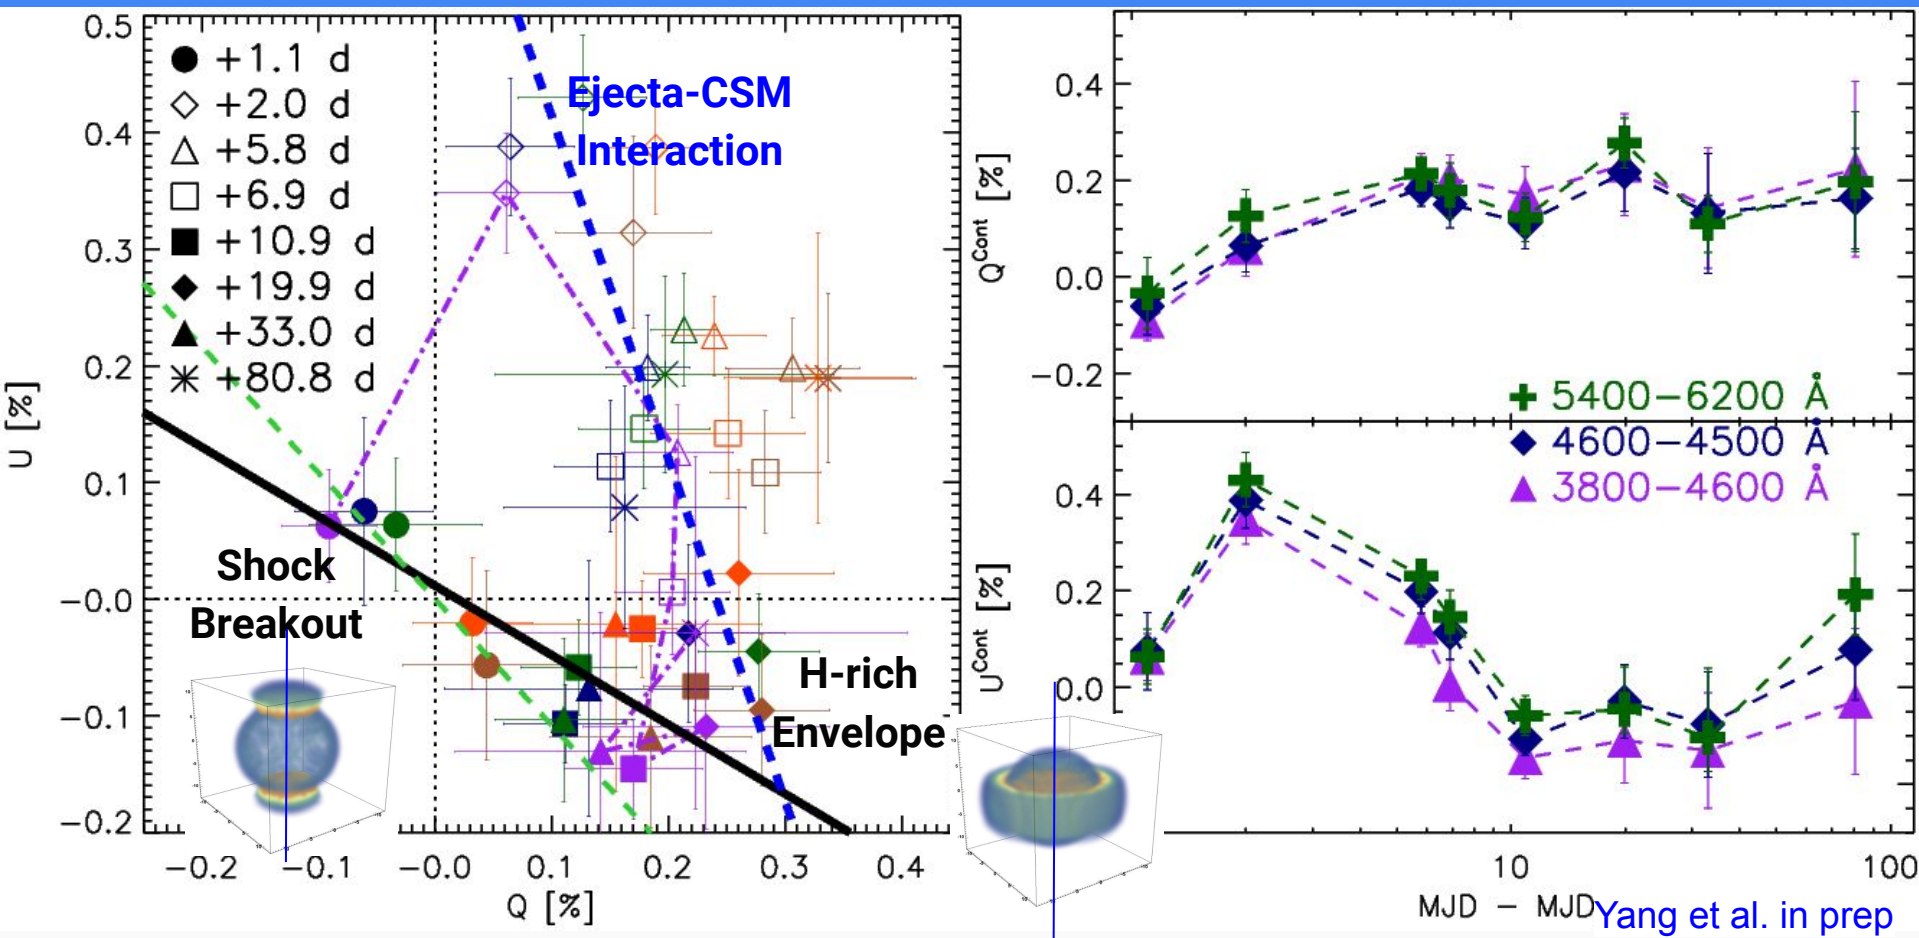 0.5
0.4
0.3
0.2
0.1
−0.0
−0.1
−0.2
U [%]
+1.1 d
+2.0 d
+5.8 d
+6.9 d
+10.9 d
+19.9 d
+33.0 d
+80.8 d
Ejecta-CSM
Interaction
Shock
Breakout
H-rich
Envelope
−0.2 −0.1 −0.0 0.1 0.2 0.3 0.4
Q [%]
0.4
0.2
0.0
−0.2
Q^Cont [%]
5400−6200 Å
4600−4500 Å
3800−4600 Å
0.4
0.2
0.0
U^Cont [%]
10 100
MJD − MJD
Yang et al. in prep